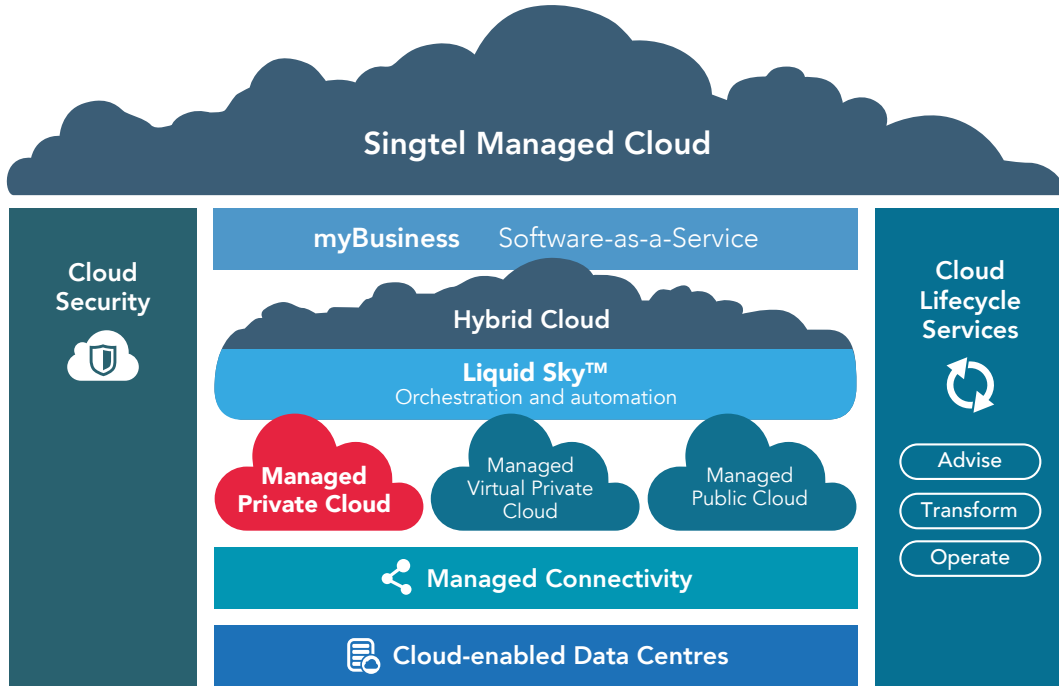 Singtel Managed Cloud
Cloud
Security
myBusiness Software-as-a-Service
Hybrid Cloud
Liquid Sky™
Orchestration and automation
Managed
Private Cloud
Managed
Virtual Private
Cloud
Managed
Public Cloud
Managed Connectivity
Cloud-enabled Data Centres
Cloud
Lifecycle
Services
Advise
Transform
Operate